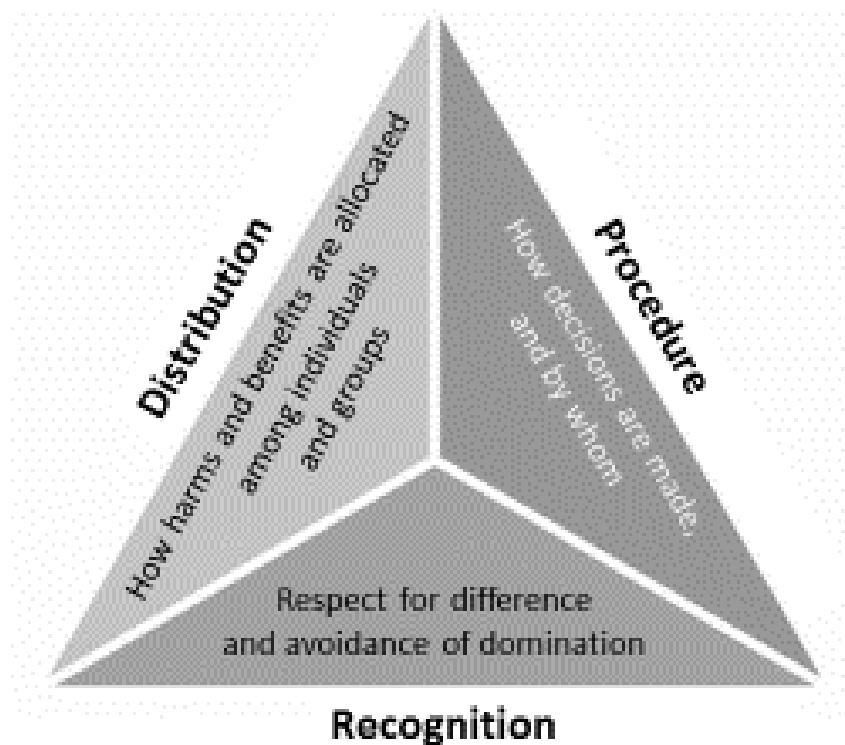 Distribution
How harms and benefits are allocated
among individuals
and groups
Procedure
How decisions are made,
and by whom
Respect for difference
and avoidance of domination
Recognition